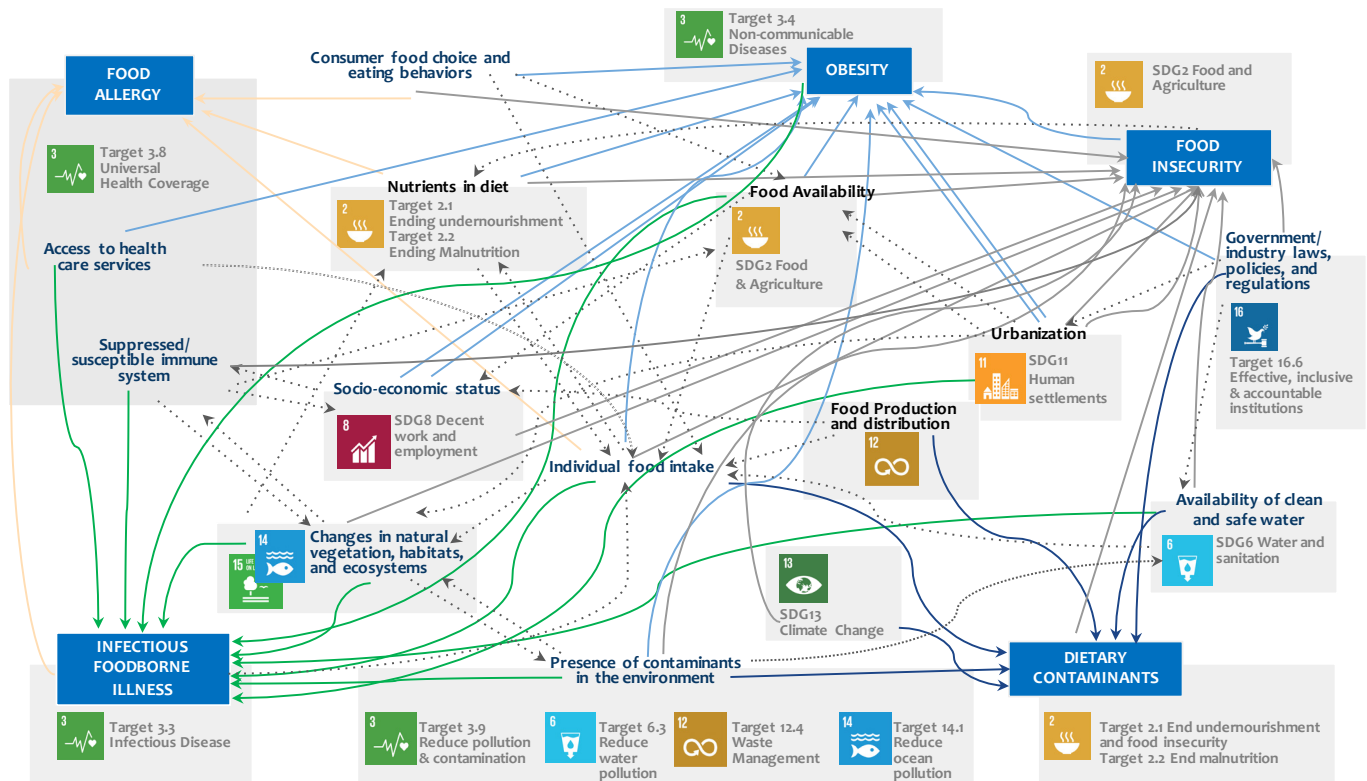 3
Target 3.4
Non-communicable
Diseases
OBESITY
FOOD
ALLERGY
Consumer food choice and
eating behaviors
2
SDG2 Food and
Agriculture
FOOD
INSECURITY
3
Target 3.8
Universal
Health Coverage
Nutrients in diet
2
Target 2.1
Ending undernourishment
Target 2.2
Ending Malnutrition
Food Availability
2
SDG2 Food
& Agriculture
Access to health
care services
Government/
industry laws,
policies, and
regulations
16
Target 16.6
Effective, inclusive
& accountable
institutions
Suppressed/
susceptible immune
system
Urbanization
11
SDG11
Human
settlements
Socio-economic status
8
SDG8 Decent
work and
employment
Food Production
and distribution
12
Individual food intake
Availability of clean
and safe water
6
SDG6 Water and
sanitation
14
15
Changes in natural
vegetation, habitats,
and ecosystems
13
SDG13
Climate Change
INFECTIOUS
FOODBORNE
ILLNESS
Presence of contaminants
in the environment
DIETARY
CONTAMINANTS
3
Target 3.3
Infectious Disease
3
Target 3.9
Reduce pollution
& contamination
6
Target 6.3
Reduce
water
pollution
12
Target 12.4
Waste
Management
14
Target 14.1
Reduce
ocean
pollution
2
Target 2.1 End undernourishment
and food insecurity
Target 2.2 End malnutrition